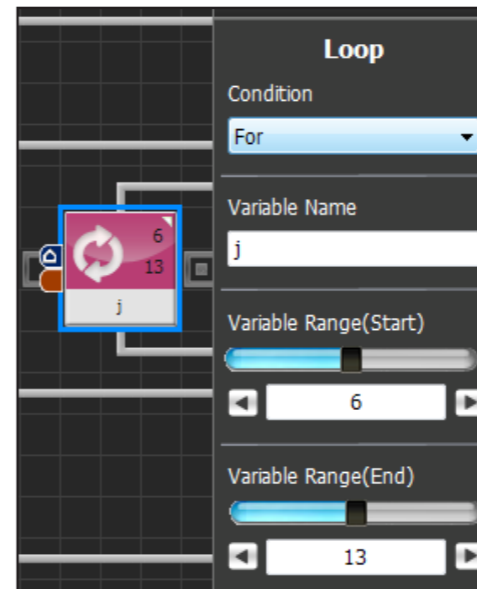 6
13
j
Loop
Condition
For
Variable Name
j
Variable Range(Start)
6
Variable Range(End)
13